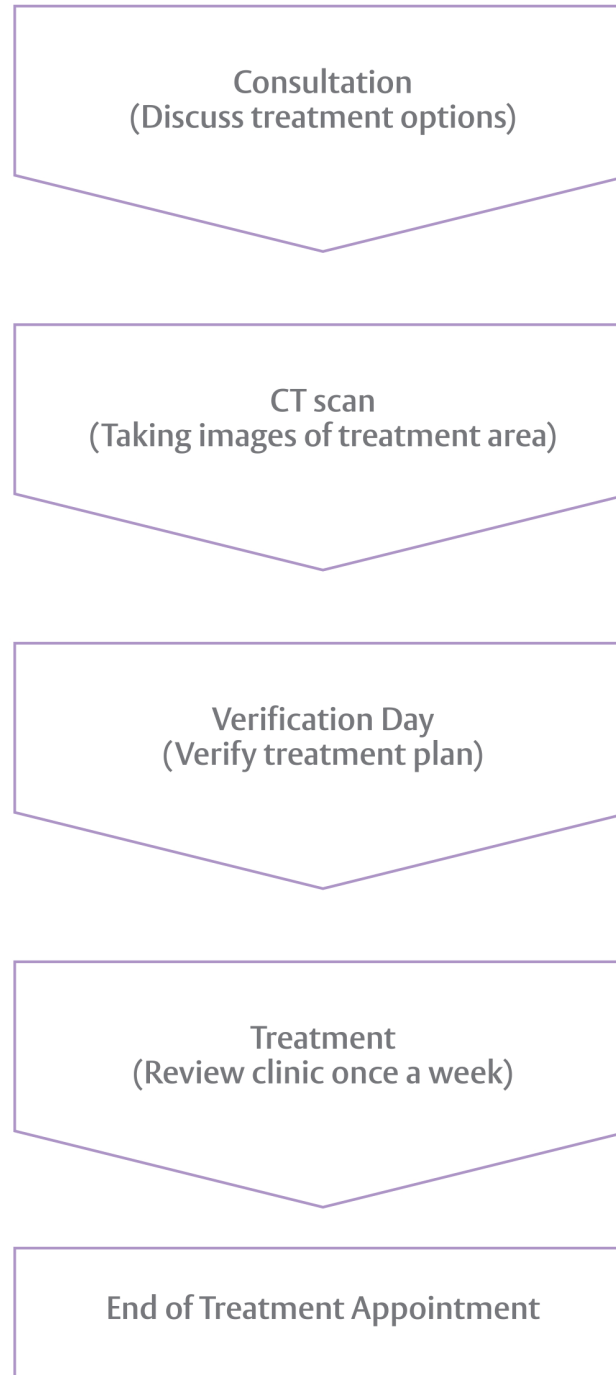 Consultation
(Discuss treatment options)
CT scan
(Taking images of treatment area)
Verification Day
(Verify treatment plan)
Treatment
(Review clinic once a week)
End of Treatment Appointment